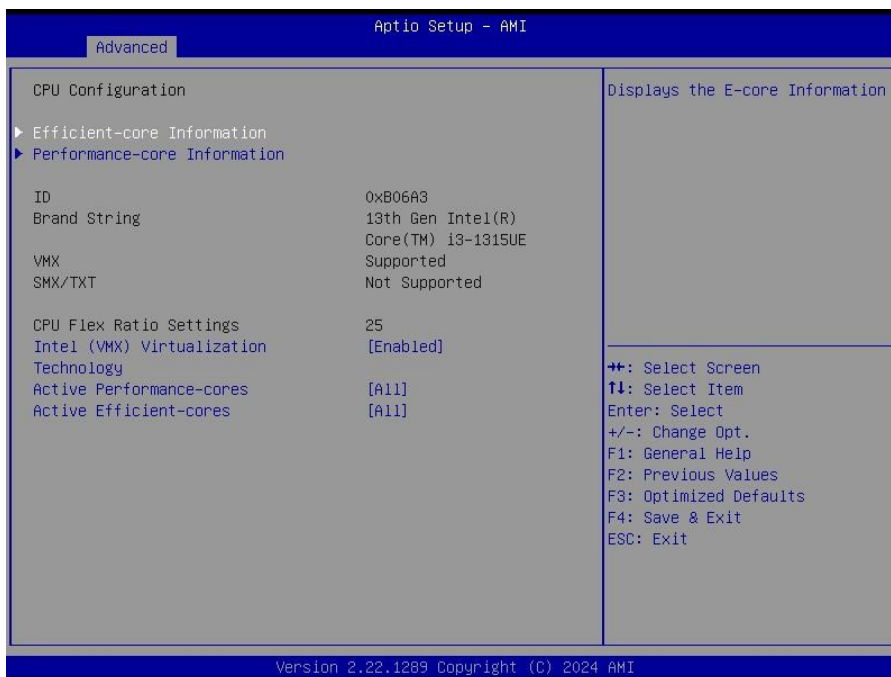 Aptio Setup - AMI
Advanced
CPU Configuration
Efficient-core Information
Performance-core Information
ID 0xB06A3
Brand String 13th Gen Intel(R)
Core(TM) i3-1315UE
VMX Supported
SMX/TXT Not Supported
CPU Flex Ratio Settings 25
Intel (VMX) Virtualization [Enabled]
Technology
Active Performance-cores [All]
Active Efficient-cores [All]
Displays the E-core Information
→←: Select Screen
↑↓: Select Item
Enter: Select
+/-: Change Opt.
F1: General Help
F2: Previous Values
F3: Optimized Defaults
F4: Save & Exit
ESC: Exit
Version 2.22.1289 Copyright (C) 2024 AMI